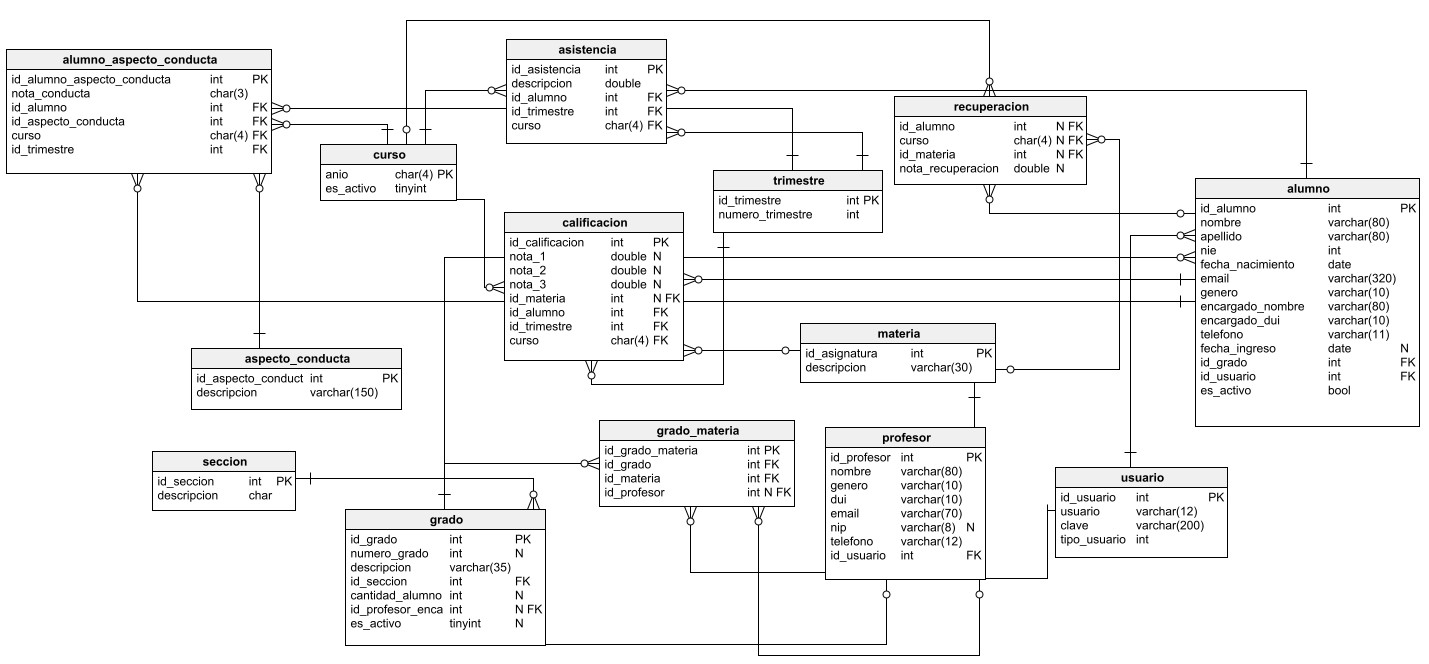 alumno_aspecto_conducta
id_alumno_aspecto_conducta int PK
nota_conducta char(3)
id_alumno int FK
id_aspecto_conducta int FK
curso char(4) FK
id_trimestre int FK
asistencia
id_asistencia int PK
descripcion double
id_alumno int FK
id_trimestre int FK
curso char(4) FK
recuperacion
id_alumno int N FK
curso char(4) N FK
id_materia int N FK
nota_recuperacion double N
curso
anio char(4) PK
es_activo tinyint
trimestre
id_trimestre int PK
numero_trimestre int
alumno
id_alumno int PK
nombre varchar(80)
apellido varchar(80)
nie int
fecha_nacimiento date
email varchar(320)
genero varchar(10)
encargado_nombre varchar(80)
encargado_dui varchar(10)
telefono varchar(11)
fecha_ingreso date N
id_grado int FK
id_usuario int FK
es_activo bool
calificacion
id_calificacion int PK
nota_1 double N
nota_2 double N
nota_3 double N
id_materia int N FK
id_alumno int FK
id_trimestre int FK
curso char(4) FK
materia
id_asignatura int PK
descripcion varchar(30)
aspecto_conducta
id_aspecto_conduct int PK
descripcion varchar(150)
grado_materia
id_grado_materia int PK
id_grado int FK
id_materia int FK
id_profesor int N FK
profesor
id_profesor int PK
nombre varchar(80)
genero varchar(10)
dui varchar(10)
email varchar(70)
nip varchar(8) N
telefono varchar(12)
id_usuario int FK
seccion
id_seccion int PK
descripcion char
usuario
id_usuario int PK
usuario varchar(12)
clave varchar(200)
tipo_usuario int
grado
id_grado int PK
numero_grado int N
descripcion varchar(35)
id_seccion int FK
cantidad_alumno int N
id_profesor_enca int N FK
es_activo tinyint N